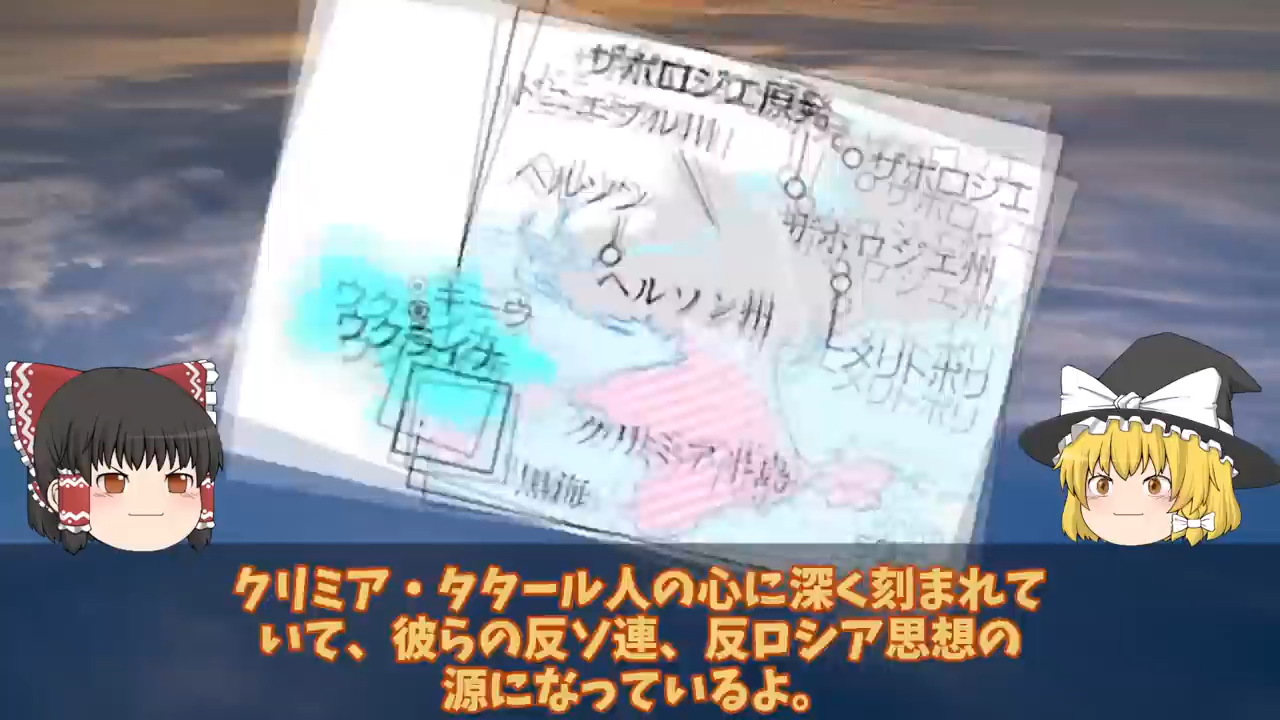 ザポロジエ原発
ドニエプル川
ザポロジエ
ヘルソン
ザポロジエ州
ヘルソン州
キーウ
ウクライナ
メリトポリ
クリミア半島
黒海
クリミア・タタール人の心に深く刻まれて
いて、彼らの反ソ連、反ロシア思想の
源になっているよ。